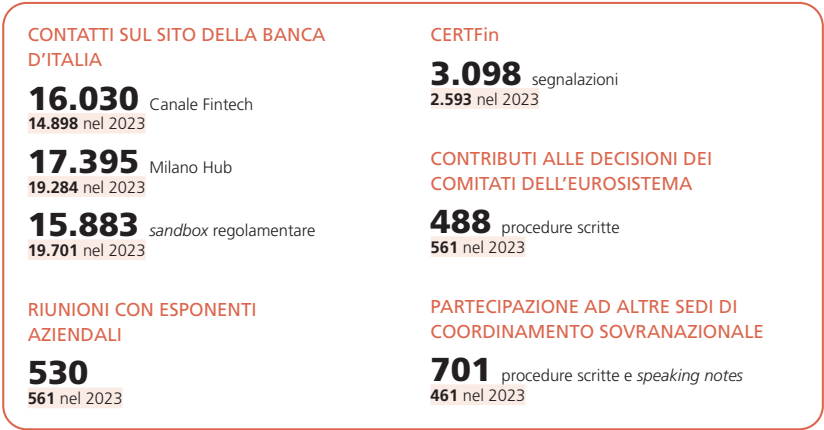 CONTATTI SUL SITO DELLA BANCA
D’ITALIA
16.030 Canale Fintech
14.898 nel 2023
17.395 Milano Hub
19.284 nel 2023
15.883 sandbox regolamentare
19.701 nel 2023
RIUNIONI CON ESPONENTI
AZIENDALI
530
561 nel 2023
CERTFin
3.098 segnalazioni
2.593 nel 2023
CONTRIBUTI ALLE DECISIONI DEI
COMITATI DELL’EUROSISTEMA
488 procedure scritte
561 nel 2023
PARTECIPAZIONE AD ALTRE SEDI DI
COORDINAMENTO SOVRANAZIONALE
701 procedure scritte e speaking notes
461 nel 2023